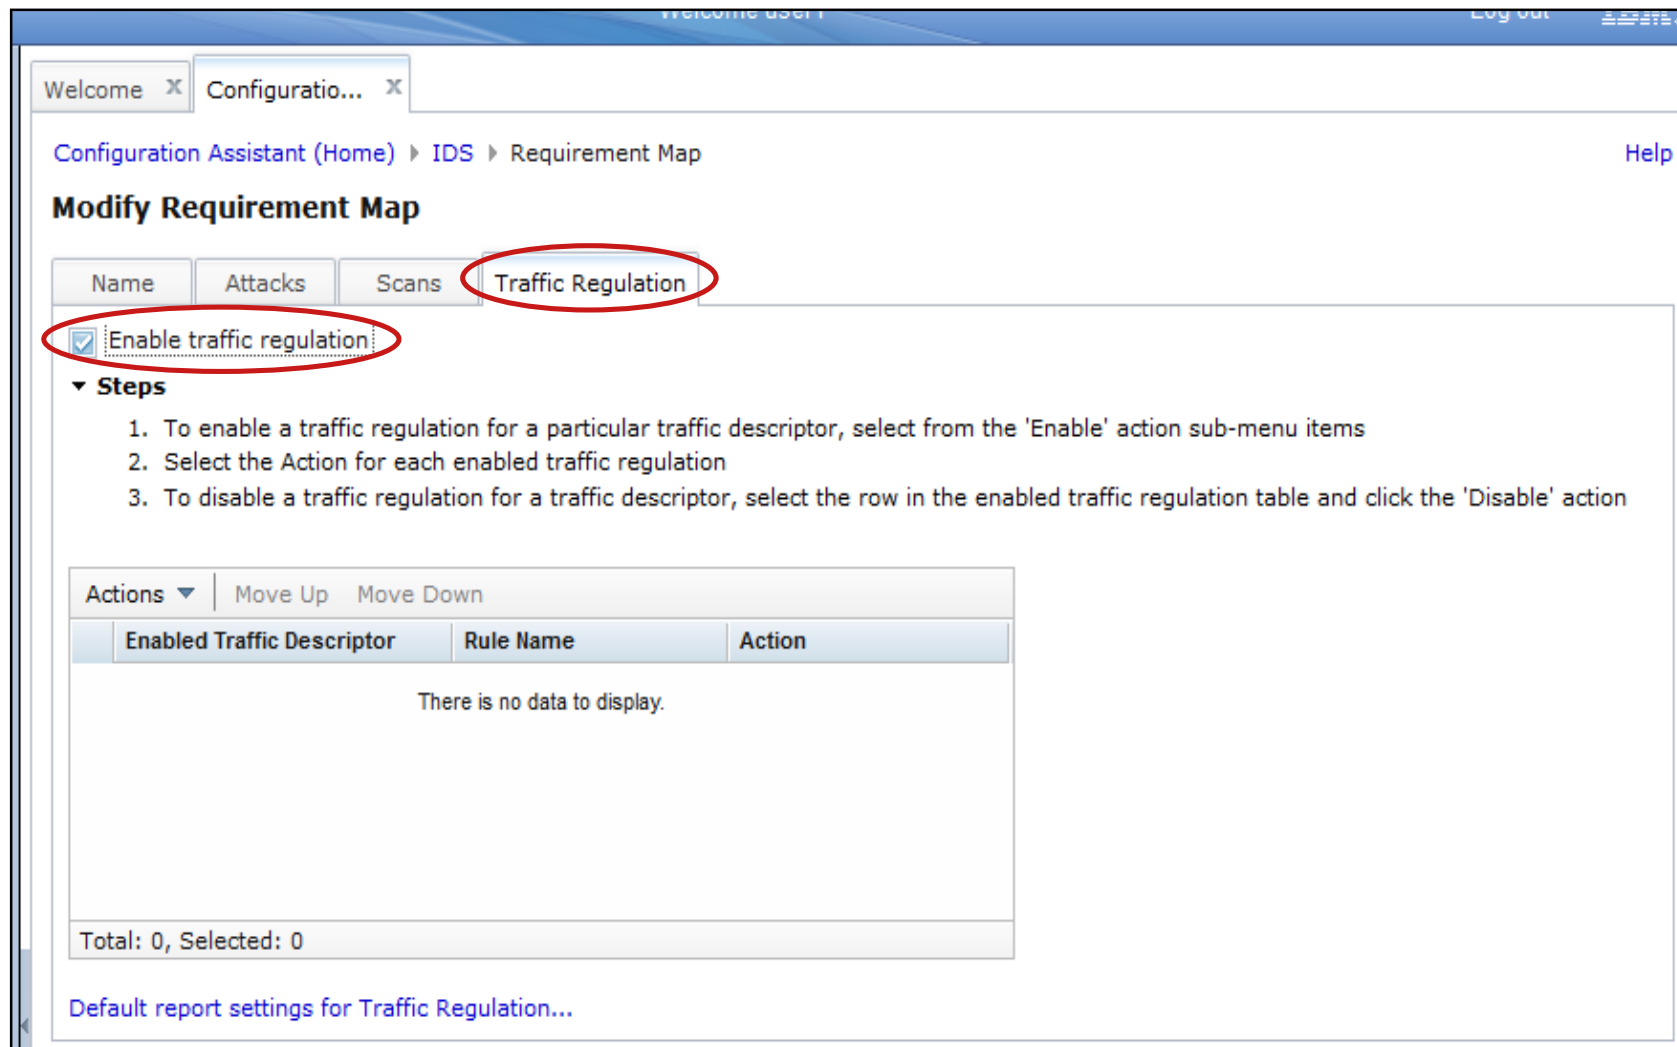 Welcome user1 Log out IBM.
Welcome X Configuratio... X
Configuration Assistant (Home) IDS Requirement Map Help
Modify Requirement Map
Name Attacks Scans Traffic Regulation
Enable traffic regulation
Steps
1. To enable a traffic regulation for a particular traffic descriptor, select from the 'Enable' action sub-menu items
2. Select the Action for each enabled traffic regulation
3. To disable a traffic regulation for a traffic descriptor, select the row in the enabled traffic regulation table and click the 'Disable' action
Actions Move Up Move Down
Enabled Traffic Descriptor Rule Name Action
There is no data to display.
Total: 0, Selected: 0
Default report settings for Traffic Regulation...